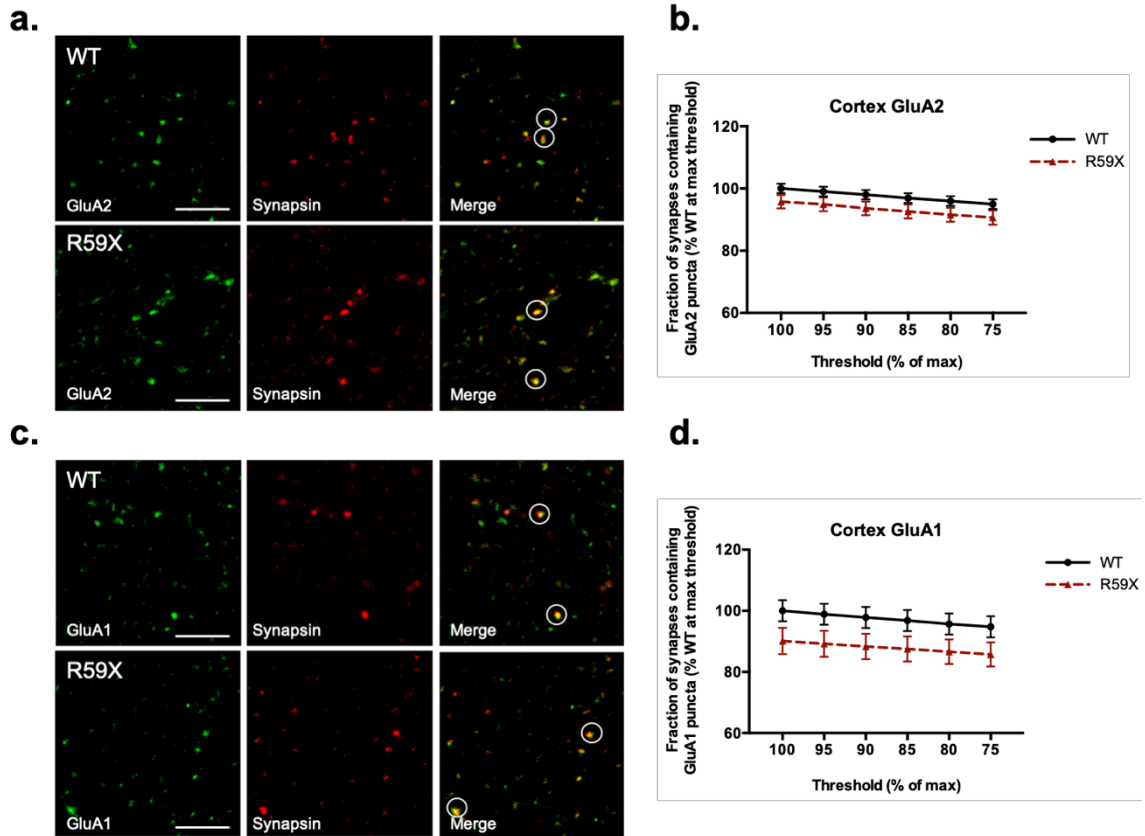 a.
WT
GluA2
Synapsin
Merge
R59X
GluA2
Synapsin
Merge
b.
Cortex GluA2
Fraction of synapses containing
GluA2 puncta (% WT at max threshold)
120
100
80
60
100 95 90 85 80 75
Threshold (% of max)
WT
R59X
c.
WT
GluA1
Synapsin
Merge
R59X
GluA1
Synapsin
Merge
d.
Cortex GluA1
Fraction of synapses containing
GluA1 puncta (% WT at max threshold)
120
100
80
60
100 95 90 85 80 75
Threshold (% of max)
WT
R59X